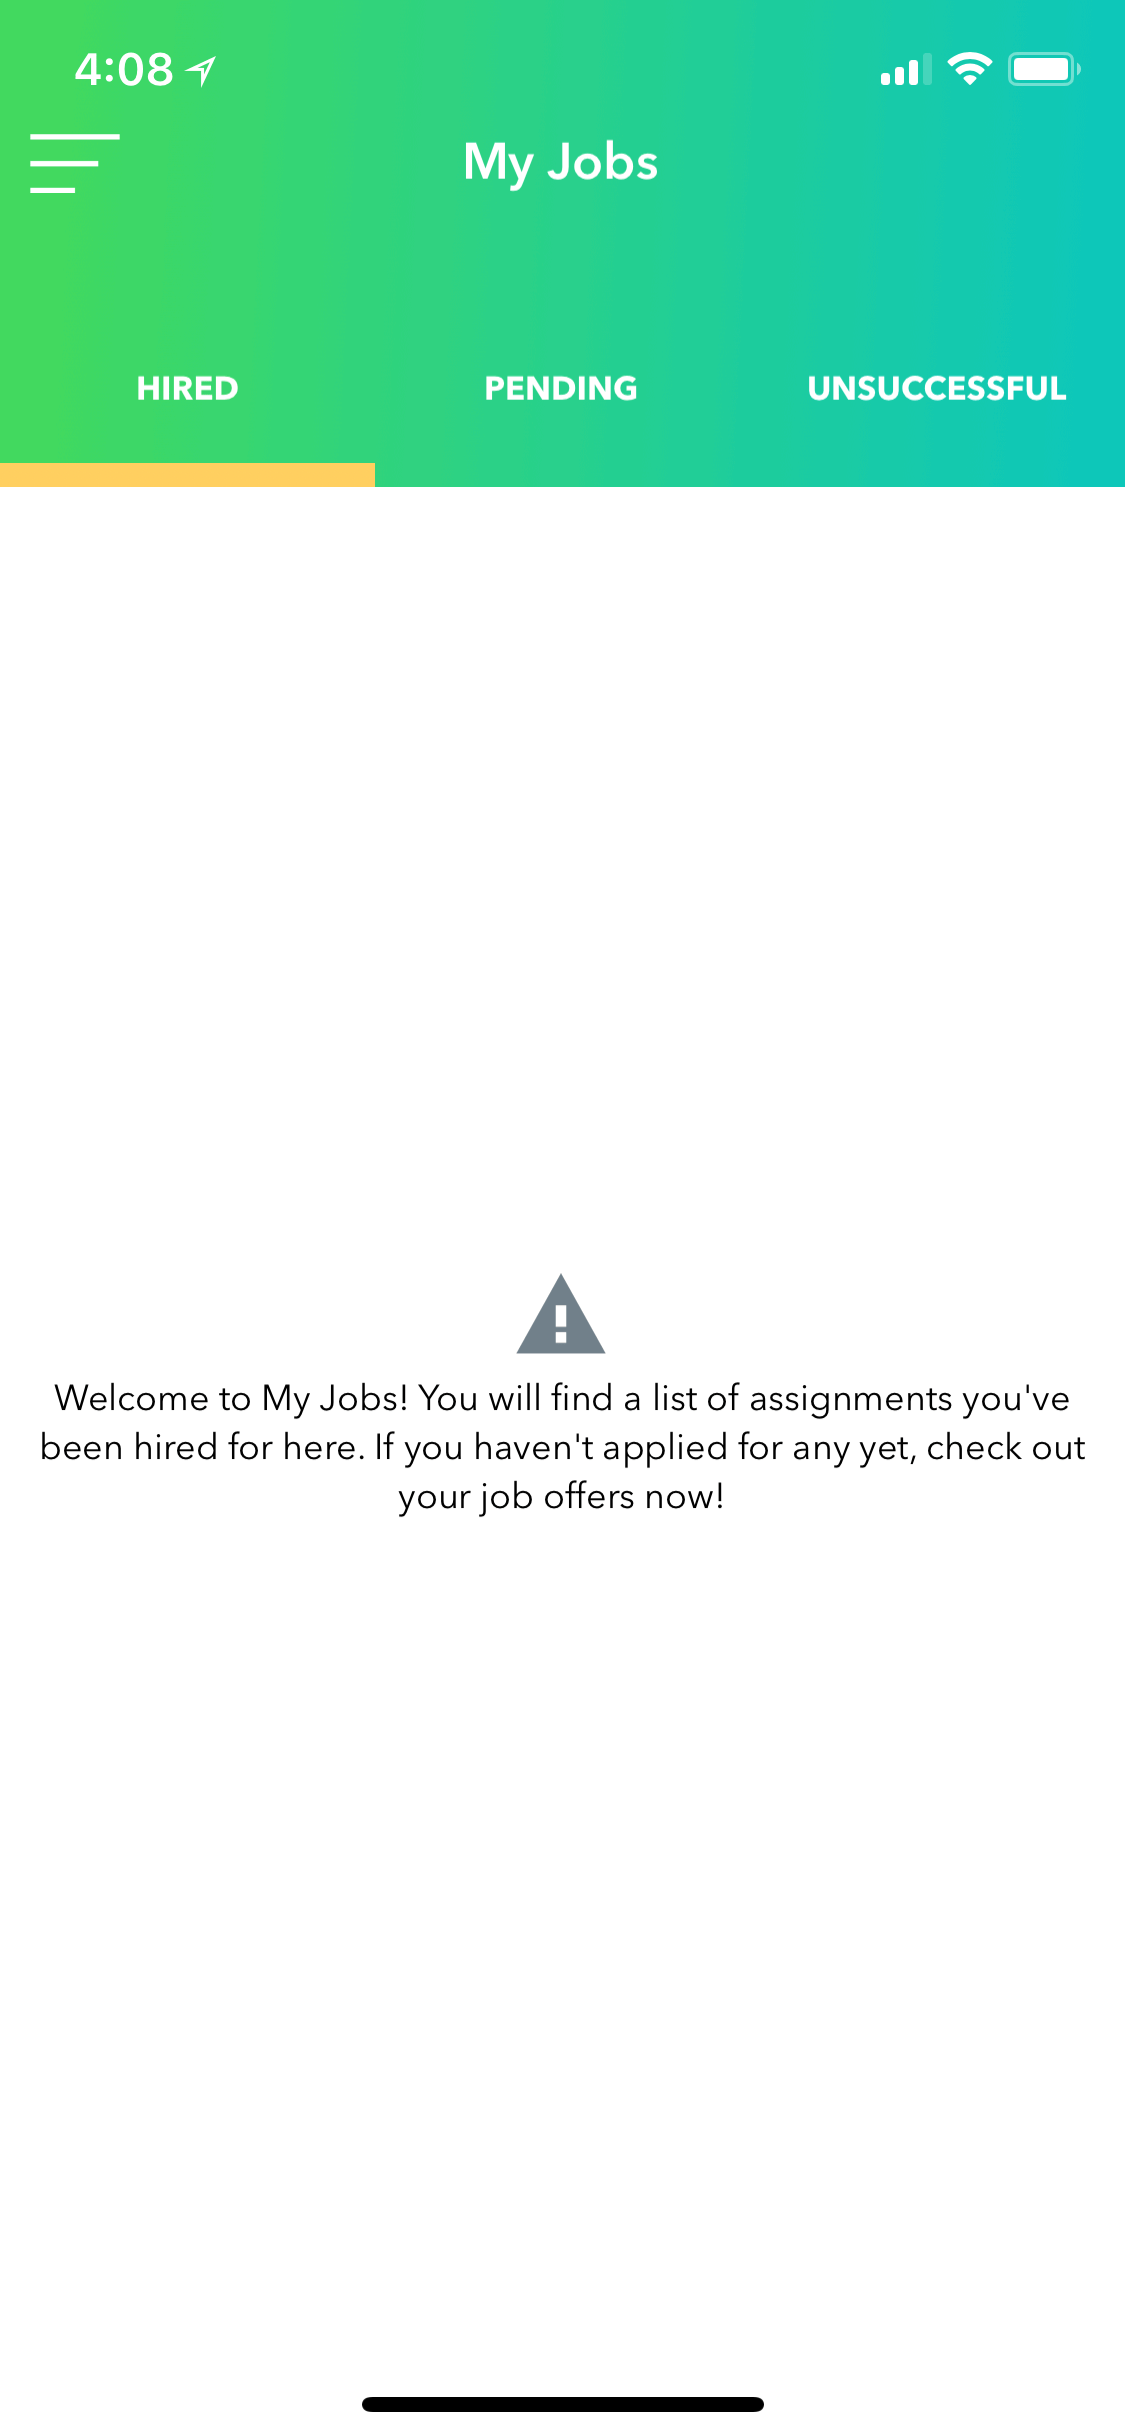 4:08
My Jobs
HIRED PENDING UNSUCCESSFUL
Welcome to My Jobs! You will find a list of assignments you've
been hired for here. If you haven't applied for any yet, check out
your job offers now!